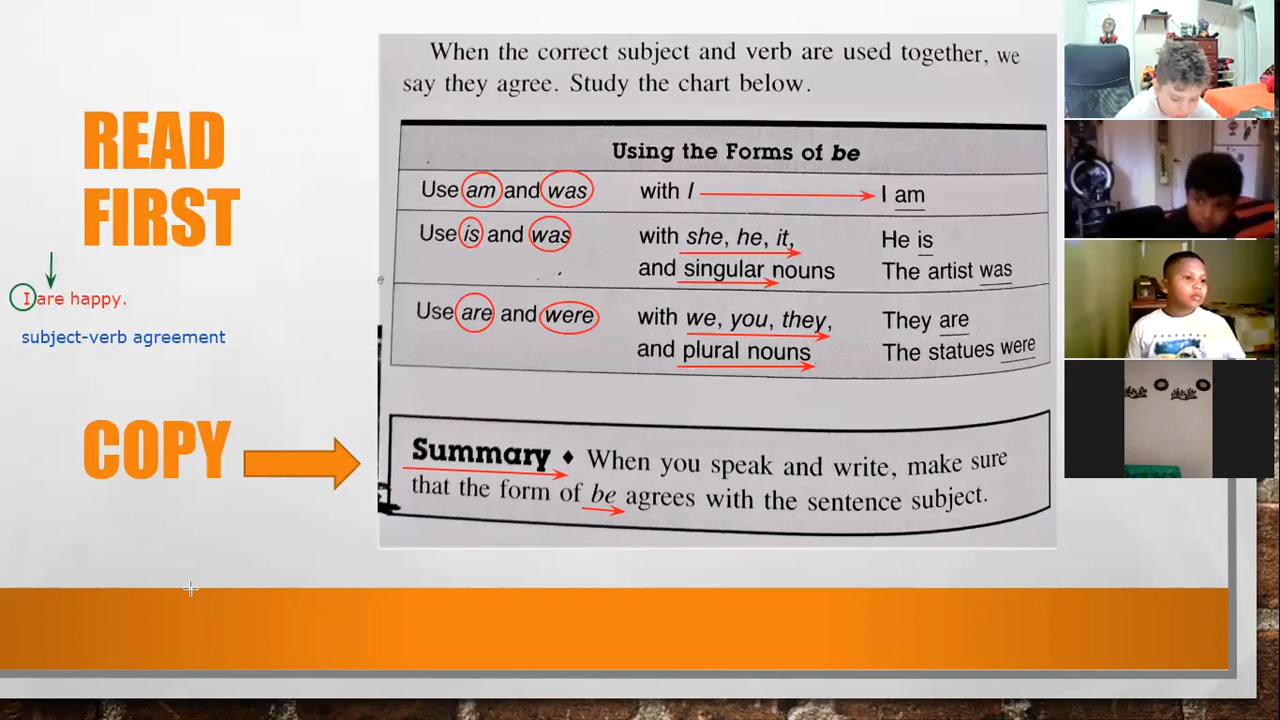 READ
FIRST
I are happy.
subject-verb agreement
COPY
When the correct subject and verb are used together, we
say they agree. Study the chart below.
Using the Forms of be
Use am and was with I I am
Use is and was with she, he, it, He is
and singular nouns The artist was
Use are and were with we, you, they, They are
and plural nouns The statues were
Summary ♦ When you speak and write, make sure
that the form of be agrees with the sentence subject.